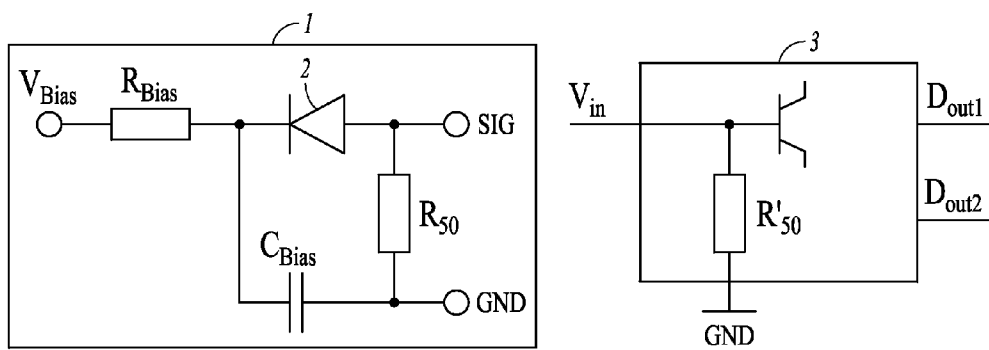 1
V_Bias
R_Bias
2
SIG
R_50
C_Bias
GND
3
V_in
D_out1
D_out2
R'_50
GND